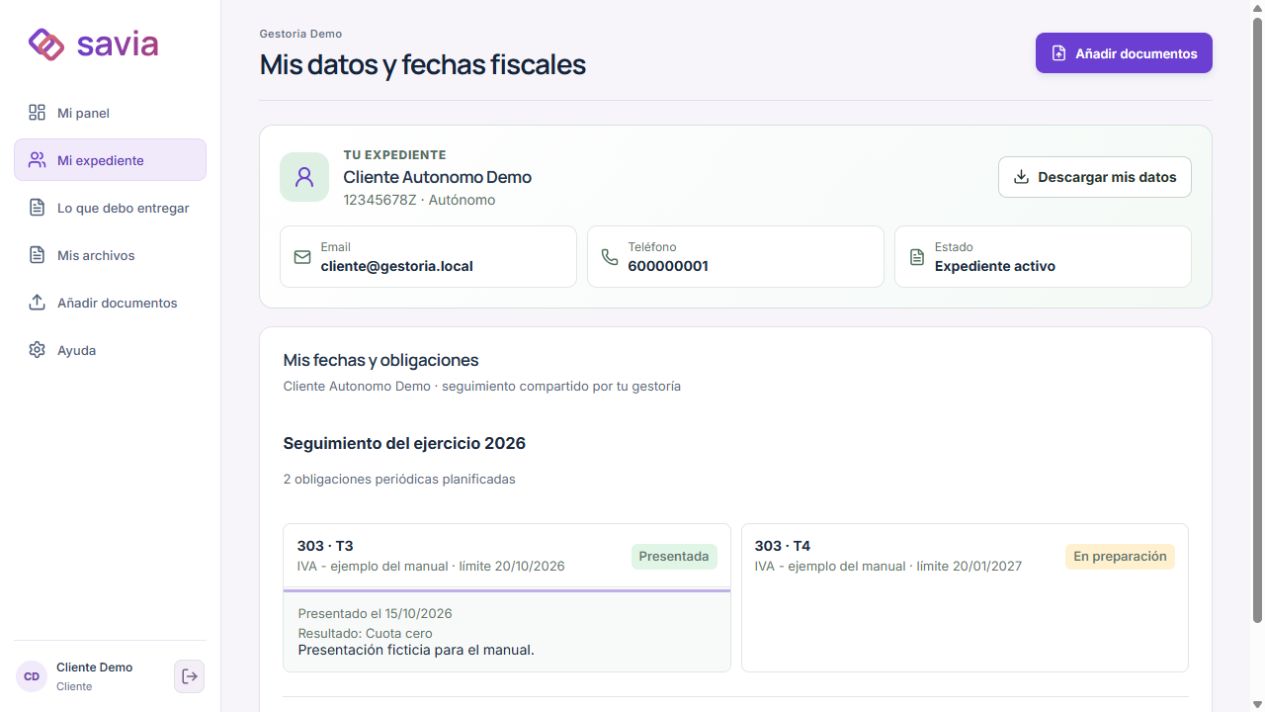 savia
Mi panel
Mi expediente
Lo que debo entregar
Mis archivos
Añadir documentos
Ayuda
CD
Cliente Demo
Cliente
Gestoria Demo
Mis datos y fechas fiscales
Añadir documentos
TU EXPEDIENTE
Cliente Autonomo Demo
12345678Z · Autónomo
Descargar mis datos
Email
cliente@gestoria.local
Teléfono
600000001
Estado
Expediente activo
Mis fechas y obligaciones
Cliente Autonomo Demo · seguimiento compartido por tu gestoría
Seguimiento del ejercicio 2026
2 obligaciones periódicas planificadas
303 · T3
IVA - ejemplo del manual · límite 20/10/2026
Presentada
Presentado el 15/10/2026
Resultado: Cuota cero
Presentación ficticia para el manual.
303 · T4
IVA - ejemplo del manual · límite 20/01/2027
En preparación